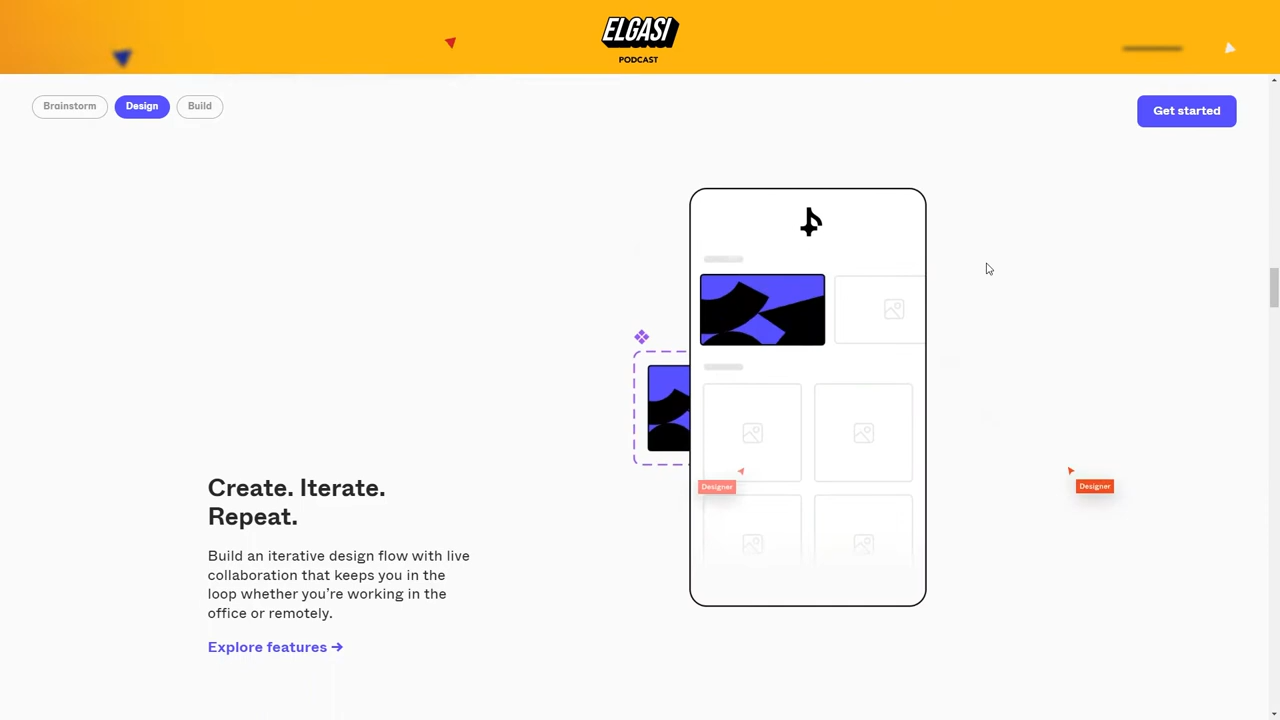 ELGASI
PODCAST
Brainstorm
Design
Build
Get started
Designer
Designer
Create. Iterate.
Repeat.
Build an iterative design flow with live
collaboration that keeps you in the
loop whether you’re working in the
office or remotely.
Explore features →